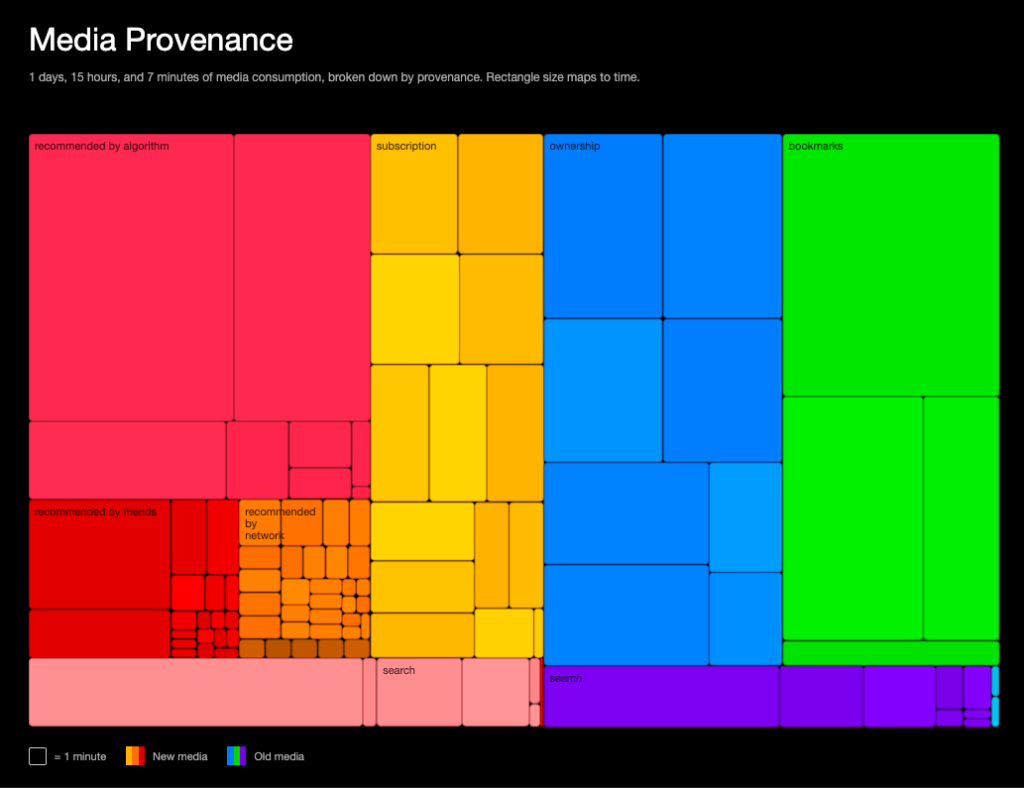 Media Provenance
1 days, 15 hours, and 7 minutes of media consumption, broken down by provenance. Rectangle size maps to time.
recommended by algorithm
subscription
ownership
bookmarks
recommended by friends
recommended
by
network
search
search
= 1 minute
New media
Old media